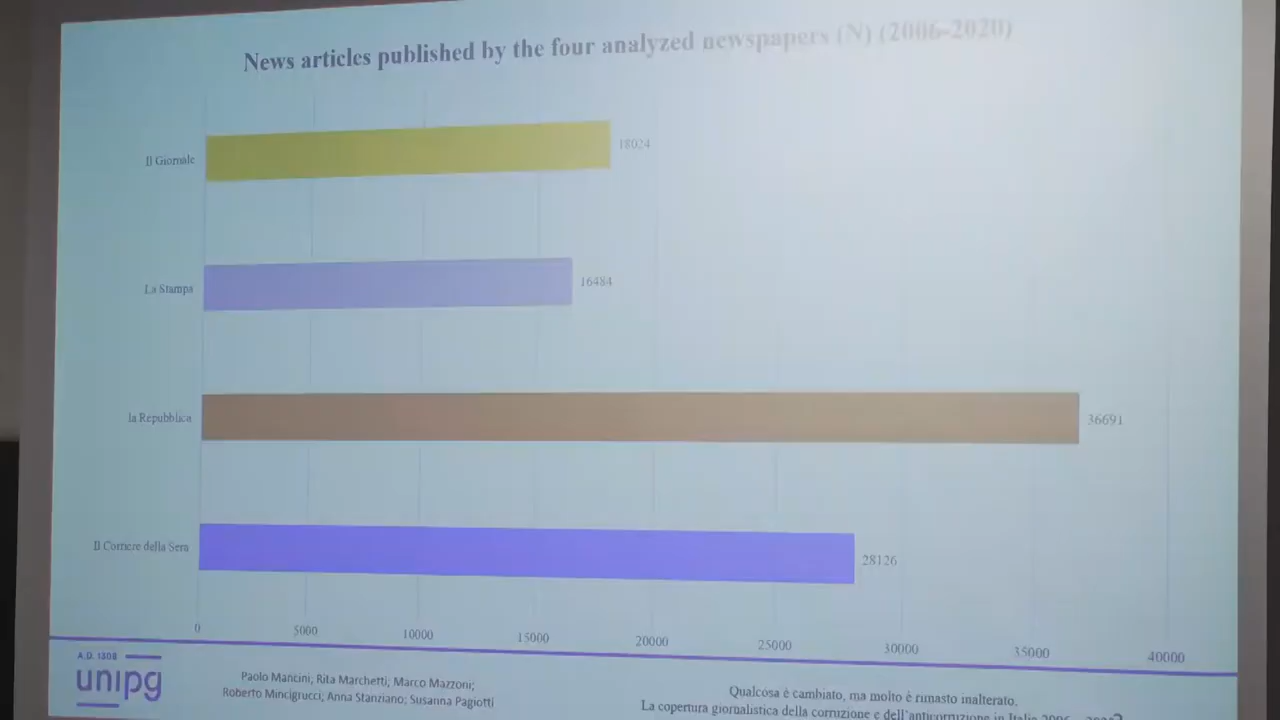 News articles published by the four analyzed newspapers (N) (2006-2020)
Il Giornale
18024
La Stampa
16484
la Repubblica
36691
Il Corriere della Sera
28126
0 5000 10000 15000 20000 25000 30000 35000 40000
A.D. 1308
unipg
Paolo Mancini; Rita Marchetti; Marco Mazzoni;
Roberto Mincigrucci; Anna Stanziano; Susanna Pagiotti
Qualcosa è cambiato, ma molto è rimasto inalterato.
La copertura giornalistica della corruzione e dell'anticorruzione in Italia 2006